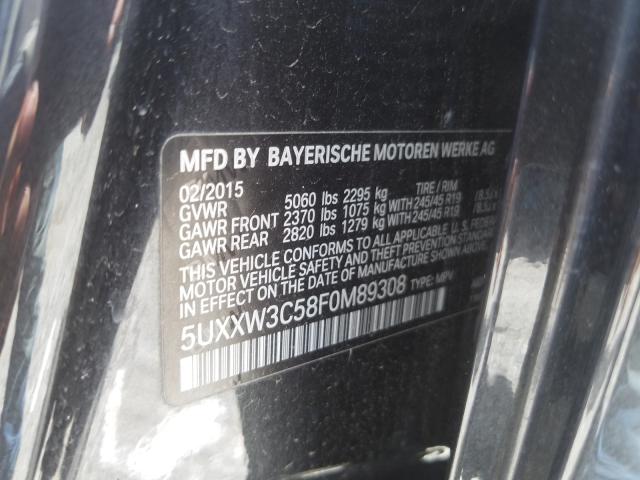 MFD BY BAYERISCHE MOTOREN WERKE AG
02/2015 5060 lbs 2295 kg TIRE / RIM
GVWR
GAWR FRONT 2370 lbs 1075 kg WITH 245/45 R19
GAWR REAR 2820 lbs 1279 kg WITH 245/45 R19
THIS VEHICLE CONFORMS TO ALL APPLICABLE U.S. FEDERAL
MOTOR VEHICLE SAFETY AND THEFT PREVENTION STANDARD
IN EFFECT ON THE DATE OF MANUFACTURE SHOWN ABOVE.
5UXXW3C58F0M89308 TYPE: MPV